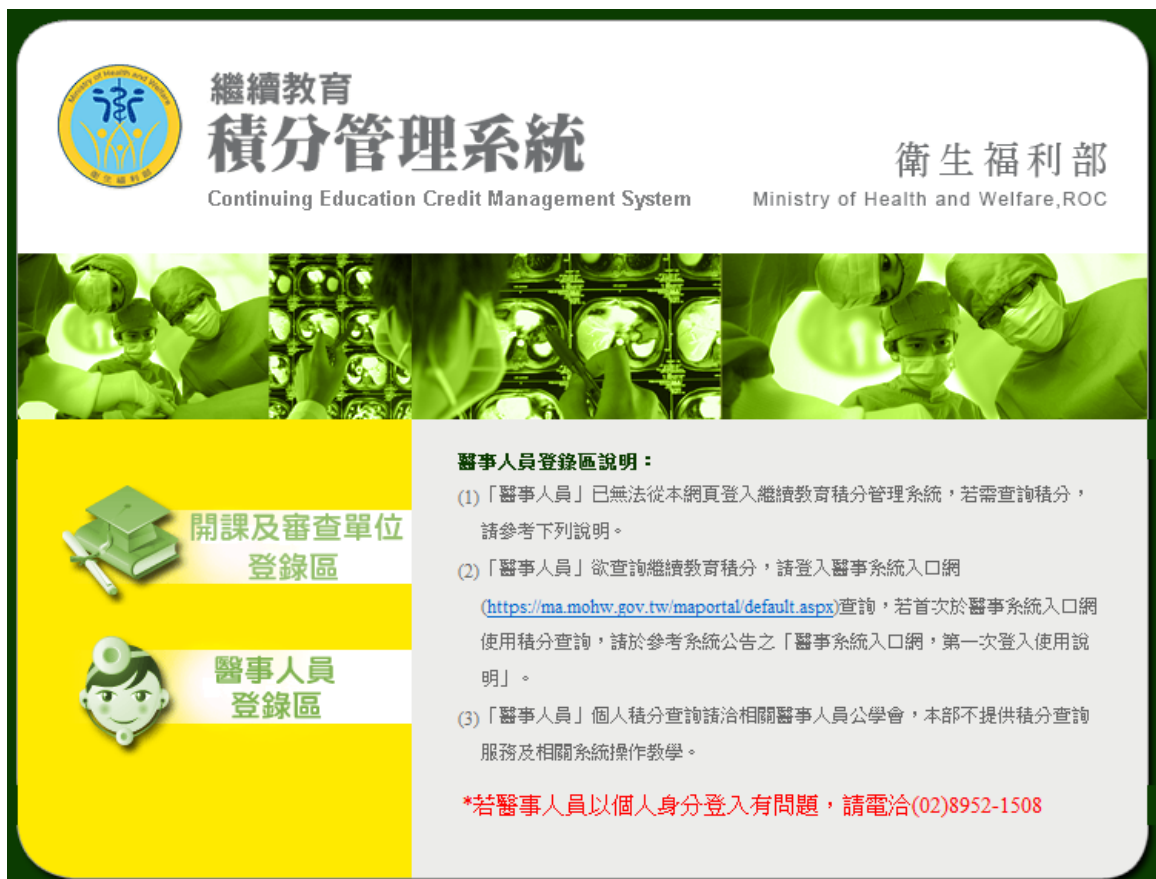 Ministry of Health and Welfare
衛生福利部
繼續教育
積分管理系統
Continuing Education Credit Management System
衛生福利部
Ministry of Health and Welfare,ROC
開課及審查單位
登錄區
醫事人員
登錄區
醫事人員登錄區說明：
(1)「醫事人員」已無法從本網頁登入繼續教育積分管理系統，若需查詢積分，
請參考下列說明。
(2)「醫事人員」欲查詢繼續教育積分，請登入醫事系統入口網
(https://ma.mohw.gov.tw/maportal/default.aspx)查詢，若首次於醫事系統入口網
使用積分查詢，請於參考系統公告之「醫事系統入口網，第一次登入使用說
明」。
(3)「醫事人員」個人積分查詢請洽相關醫事人員公學會，本部不提供積分查詢
服務及相關系統操作教學。
*若醫事人員以個人身分登入有問題，請電洽(02)8952-1508